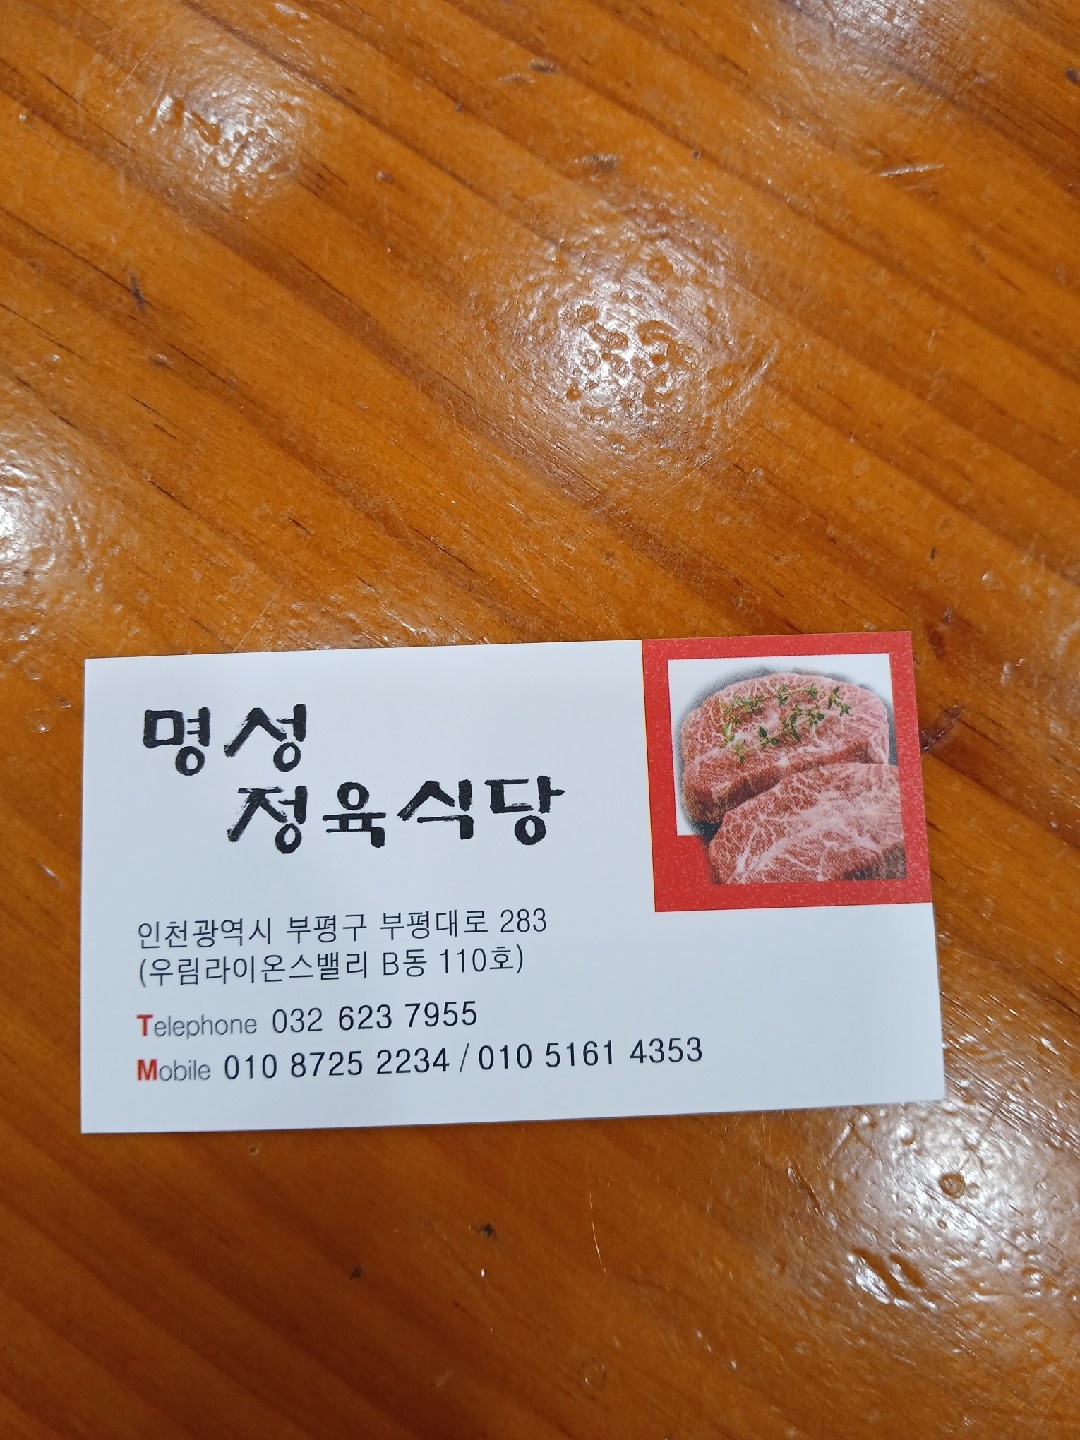 명성
정육식당
인천광역시 부평구 부평대로 283
(우림라이온스밸리 B동 110호)
Telephone 032 623 7955
Mobile 010 8725 2234 / 010 5161 4353